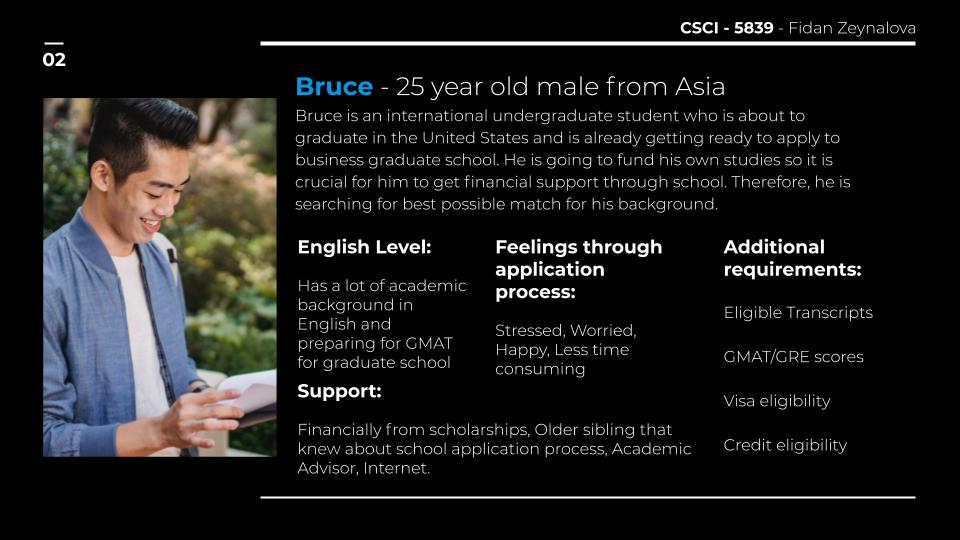 CSCI - 5839 - Fidan Zeynalova
02
Bruce - 25 year old male from Asia
Bruce is an international undergraduate student who is about to
graduate in the United States and is already getting ready to apply to
business graduate school. He is going to fund his own studies so it is
crucial for him to get financial support through school. Therefore, he is
searching for best possible match for his background.
English Level:
Has a lot of academic
background in
English and
preparing for GMAT
for graduate school
Feelings through
application
process:
Stressed, Worried,
Happy, Less time
consuming
Additional
requirements:
Eligible Transcripts
GMAT/GRE scores
Visa eligibility
Credit eligibility
Support:
Financially from scholarships, Older sibling that
knew about school application process, Academic
Advisor, Internet.